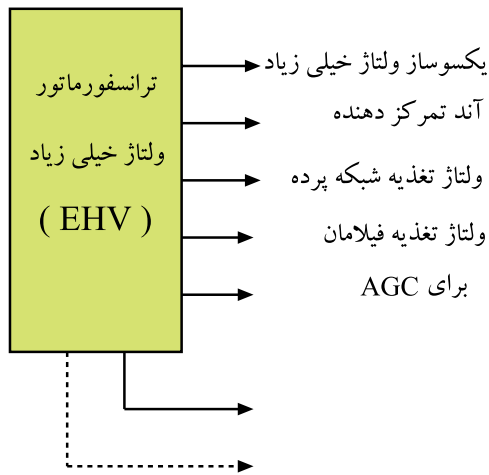 ترانسفورماتور
ولتاژ خیلی زیاد
( EHV )
یکسوساز ولتاژ خیلی زیاد
آند تمرکز دهنده
ولتاژ تغذیه شبکه پرده
ولتاژ تغذیه فیلامان
برای AGC